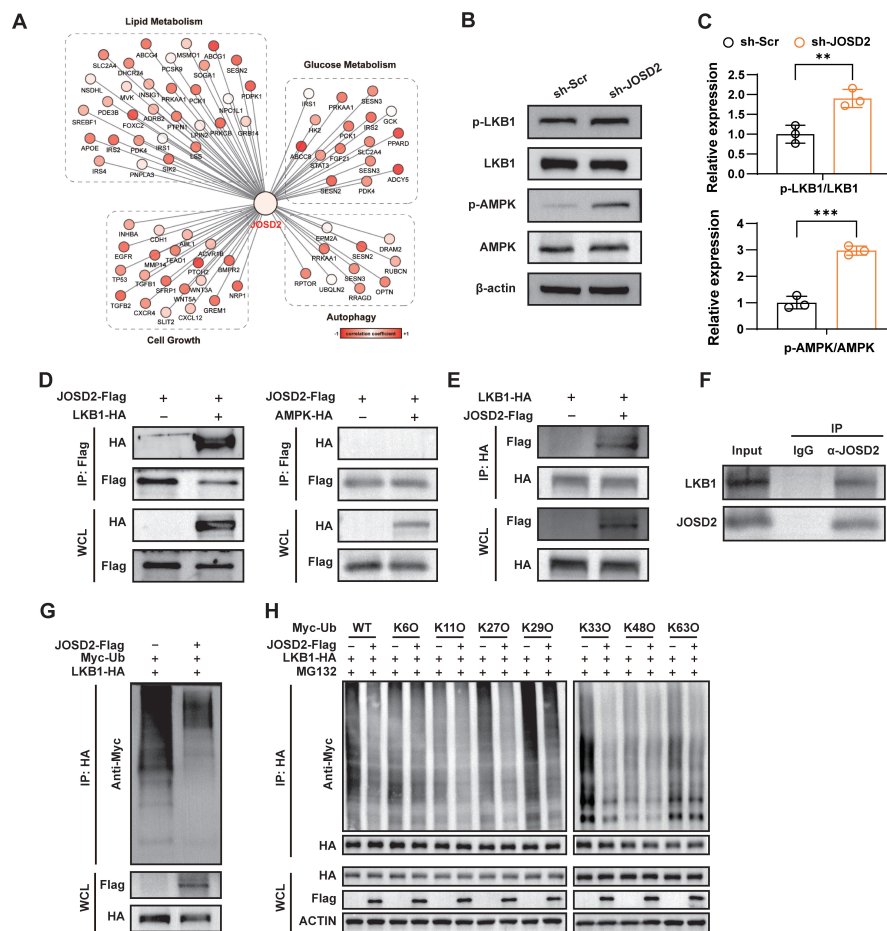 A
Lipid Metabolism
ABCG4
MSMO1
ABCG1
SLC2A4
PCSK9
SESN2
DHCR24
SOGA1
NSDHL
MVK
INSIG1
PRKAA1
PCK1
PDPK1
NPC1L1
PDE3B
ADRB2
PTPN1
SREBF1
FOXC2
LPIN2
PRKCB
GRB14
APOE
IRS2
PDK4
IRS1
LSS
IRS4
PNPLA3
SIK2
Glucose Metabolism
IRS1
PRKAA1
SESN3
GCK
HK2
PCK1
IRS2
PPARD
ABCC8
STAT3
FGF21
SLC2A4
SESN3
SESN2
PDK4
ADCY5
JOSD2
INHBA
CDH1
ABL1
ACVR1B
EGFR
MMP14
TEAD1
BMPR2
TP53
TGFB1
PTCH2
SFRP1
WNT3A
TGFB2
WNT5A
NRP1
CXCR4
GREM1
SLIT2
CXCL12
Cell Growth
EPM2A
DRAM2
PRKAA1
SESN2
RUBCN
RPTOR
SESN3
OPTN
UBQLN2
RRAGD
Autophagy
-1 correlation coefficient +1
B
sh-Scr sh-JOSD2
p-LKB1
LKB1
p-AMPK
AMPK
β-actin
C
sh-Scr sh-JOSD2
Relative expression
2.5
2.0
1.5
1.0
0.5
0.0
**
p-LKB1/LKB1
Relative expression
5
4
3
2
1
0
***
p-AMPK/AMPK
D
JOSD2-Flag + +
LKB1-HA – +
IP: Flag
HA
Flag
WCL
HA
Flag
JOSD2-Flag + +
AMPK-HA – +
IP: Flag
HA
Flag
WCL
HA
Flag
E
LKB1-HA + +
JOSD2-Flag – +
IP: HA
Flag
HA
WCL
Flag
HA
F
IP
Input IgG α-JOSD2
LKB1
JOSD2
G
JOSD2-Flag – +
Myc-Ub + +
LKB1-HA + +
IP: HA
Anti-Myc
WCL
Flag
HA
H
Myc-Ub WT K6O K11O K27O K29O K33O K48O K63O
JOSD2-Flag – + – + – + – + – + – + – + – +
LKB1-HA + + + + + + + + + + + + + + + +
MG132 + + + + + + + + + + + + + + + +
IP: HA
Anti-Myc
HA
WCL
HA
Flag
ACTIN